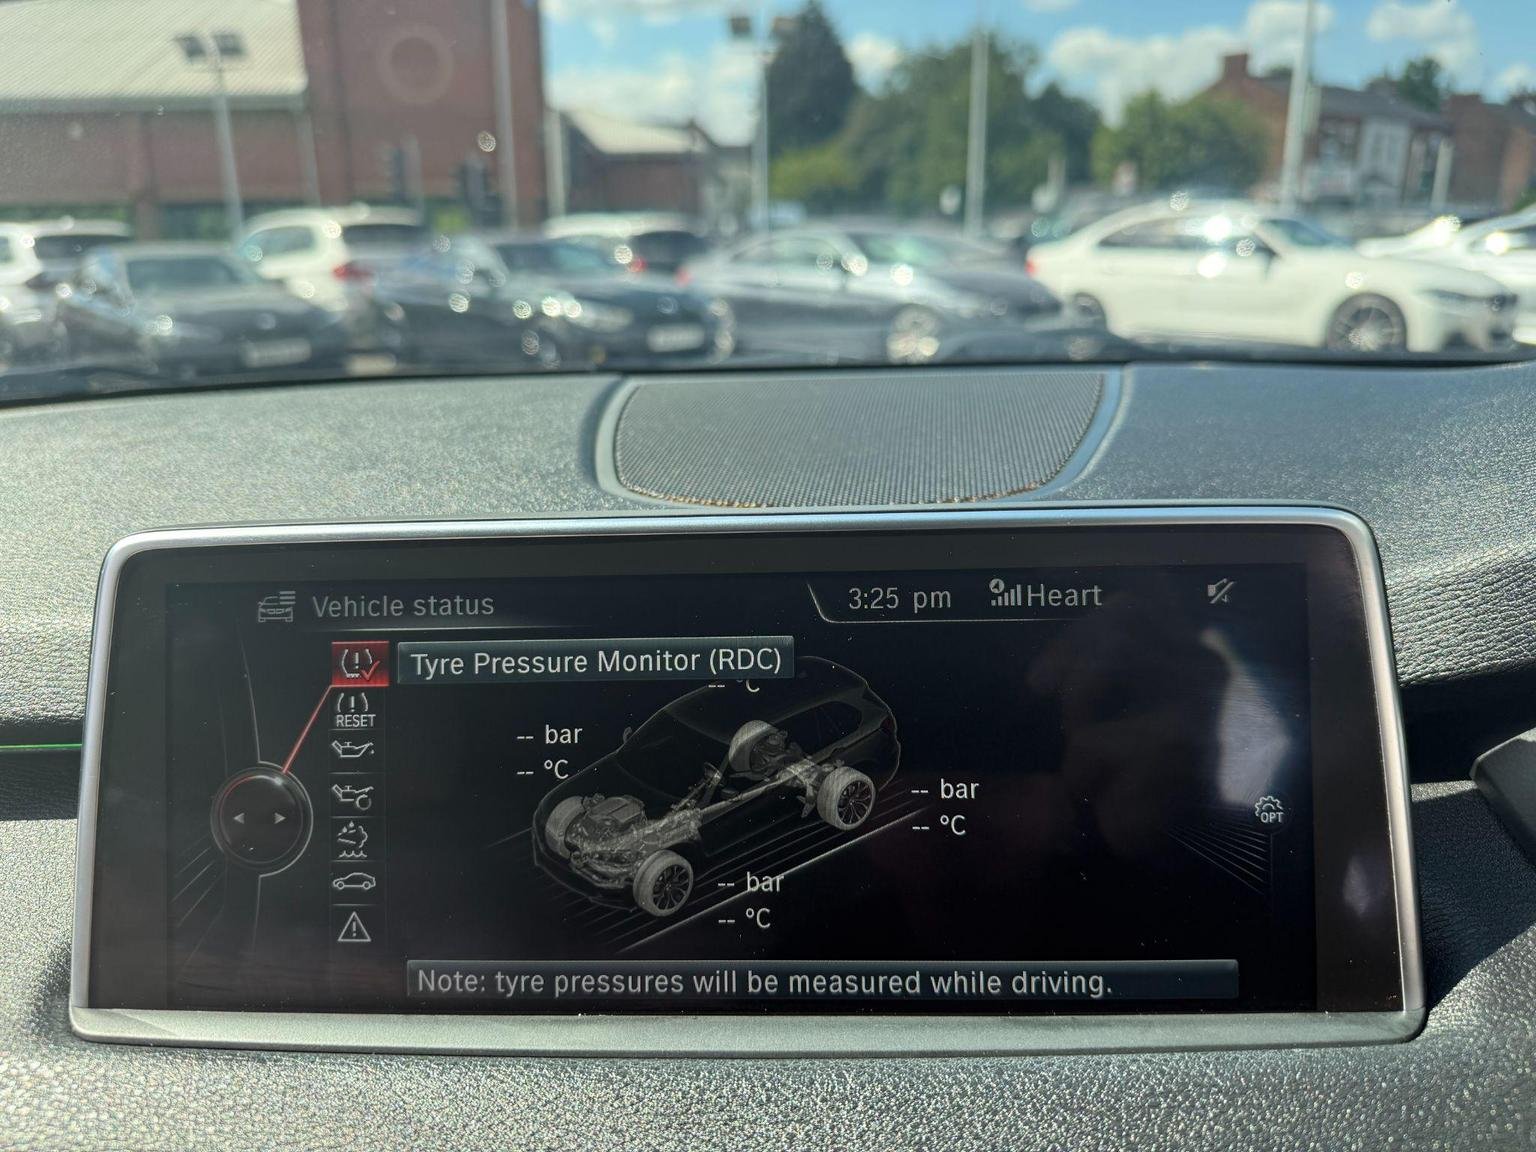 Vehicle status
3:25 pm
Heart
Tyre Pressure Monitor (RDC)
-- °C
RESET
-- bar
-- °C
-- bar
-- °C
OPT
-- bar
-- °C
Note: tyre pressures will be measured while driving.